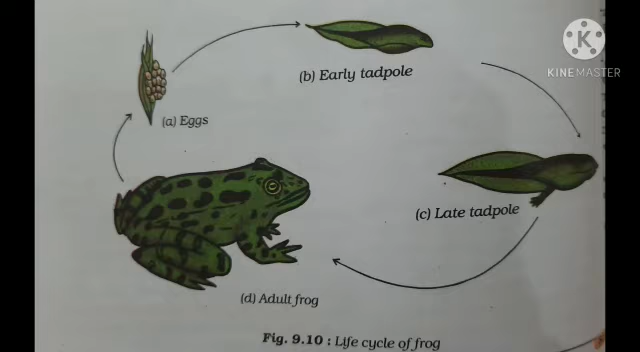 K
KINEMASTER
(b) Early tadpole
(a) Eggs
(c) Late tadpole
(d) Adult frog
Fig. 9.10 : Life cycle of frog